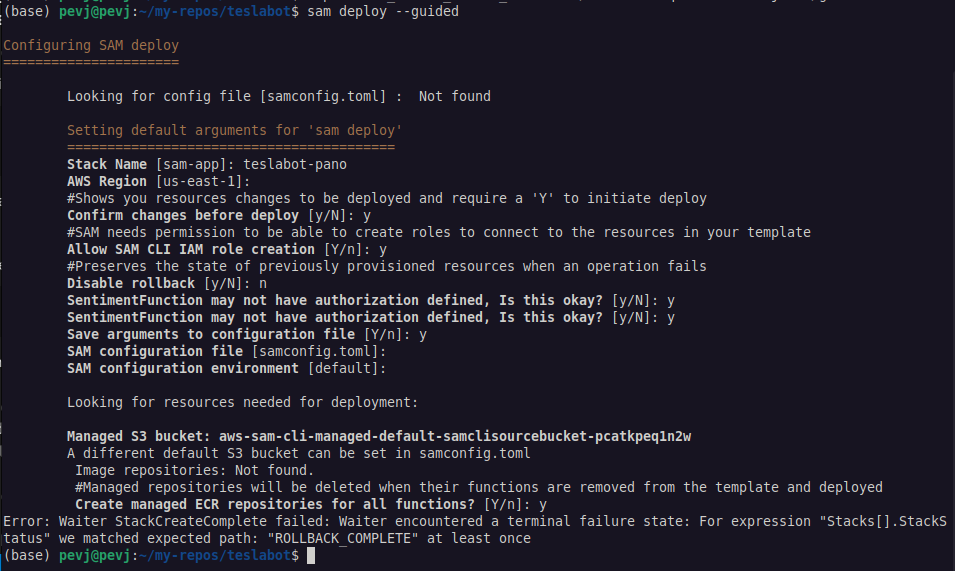 (base) pevj@pevj:~/my-repos/teslabot$ sam deploy --guided
Configuring SAM deploy
======================
Looking for config file [samconfig.toml] :  Not found
Setting default arguments for 'sam deploy'
=========================================
Stack Name [sam-app]: teslabot-pano
AWS Region [us-east-1]:
#Shows you resources changes to be deployed and require a 'Y' to initiate deploy
Confirm changes before deploy [y/N]: y
#SAM needs permission to be able to create roles to connect to the resources in your template
Allow SAM CLI IAM role creation [Y/n]: y
#Preserves the state of previously provisioned resources when an operation fails
Disable rollback [y/N]: n
SentimentFunction may not have authorization defined, Is this okay? [y/N]: y
SentimentFunction may not have authorization defined, Is this okay? [y/N]: y
Save arguments to configuration file [Y/n]: y
SAM configuration file [samconfig.toml]:
SAM configuration environment [default]:
Looking for resources needed for deployment:
Managed S3 bucket: aws-sam-cli-managed-default-samclisourcebucket-pcatkpeq1n2w
A different default S3 bucket can be set in samconfig.toml
Image repositories: Not found.
#Managed repositories will be deleted when their functions are removed from the template and deployed
Create managed ECR repositories for all functions? [Y/n]: y
Error: Waiter StackCreateComplete failed: Waiter encountered a terminal failure state: For expression "Stacks[].StackS
tatus" we matched expected path: "ROLLBACK_COMPLETE" at least once
(base) pevj@pevj:~/my-repos/teslabot$